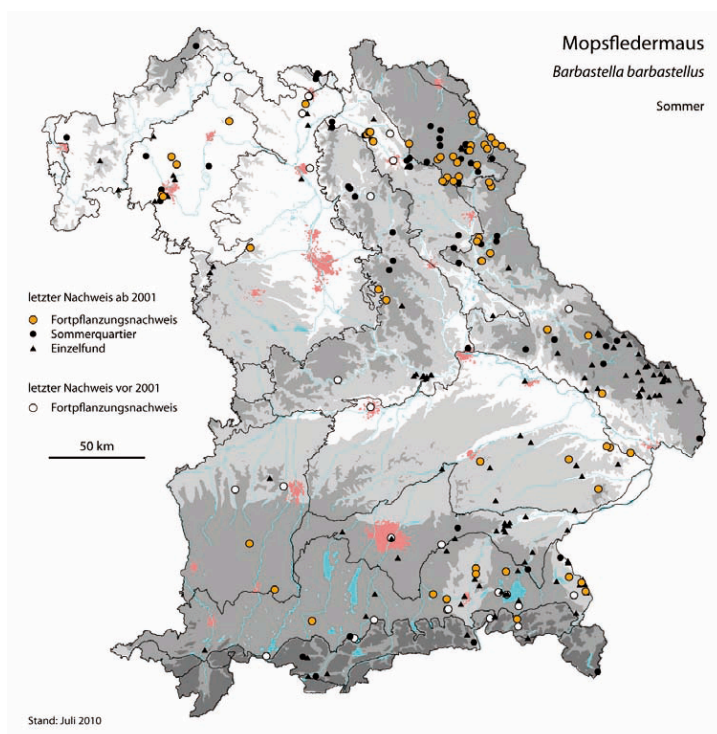 Mopsfledermaus
Barbastella barbastellus
Sommer
letzter Nachweis ab 2001
Fortpflanzungsnachweis
Sommerquartier
Einzelfund
letzter Nachweis vor 2001
Fortpflanzungsnachweis
50 km
Stand: Juli 2010